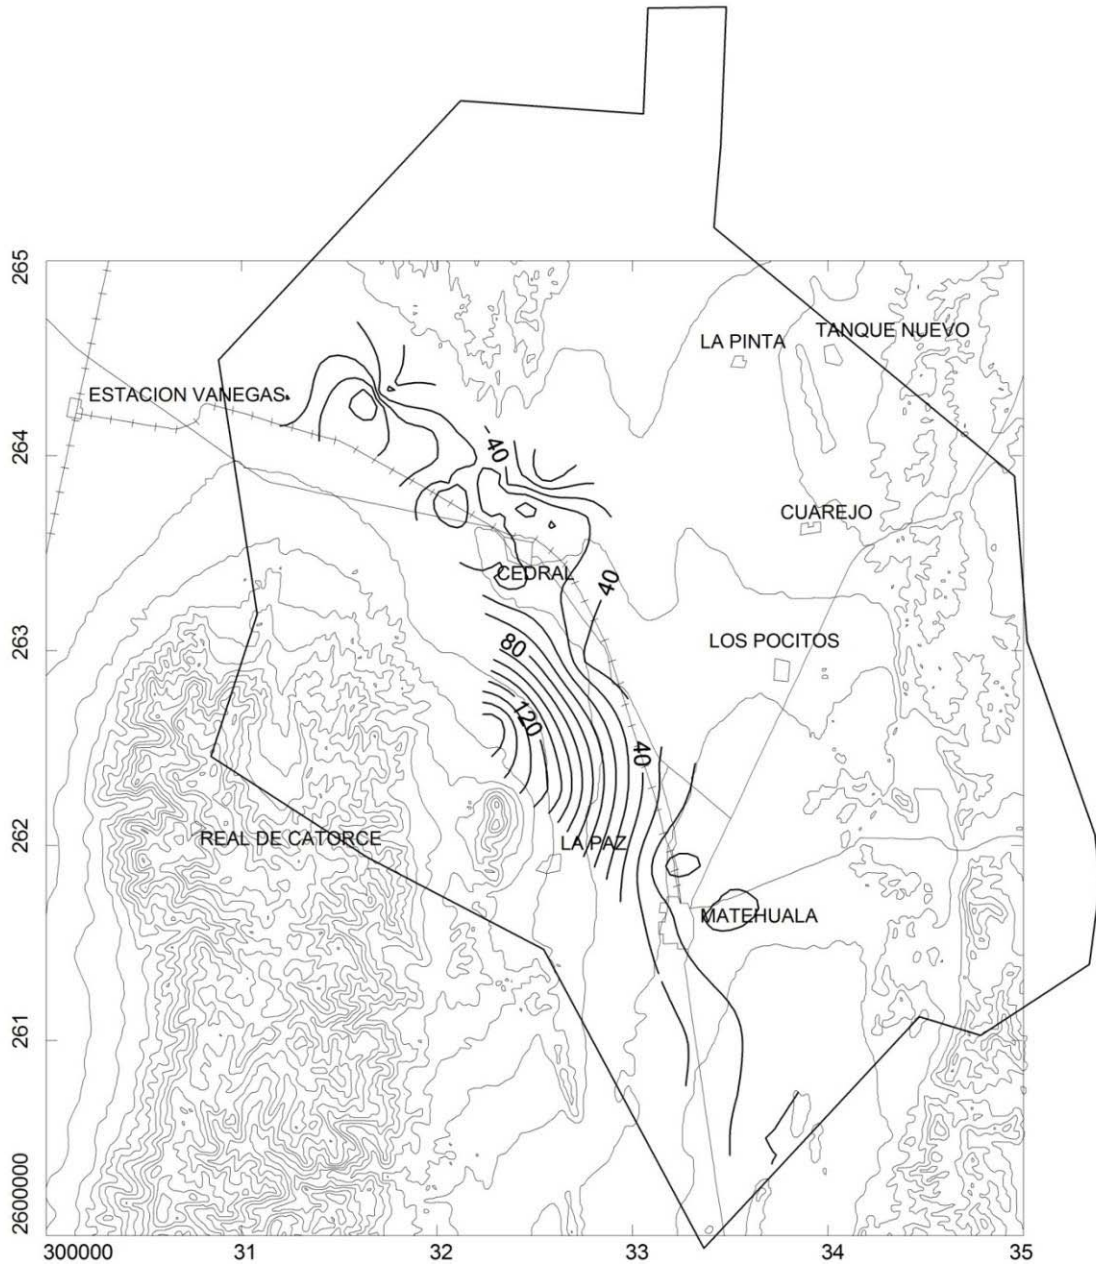 265
TANQUE NUEVO
LA PINTA
ESTACION VANEGAS
264
-40
CUAREJO
CEDRAL
40
263
80
LOS POCITOS
120
40
262
REAL DE CATORCE
LA PAZ
MATEHUALA
261
2600000
300000 31 32 33 34 35